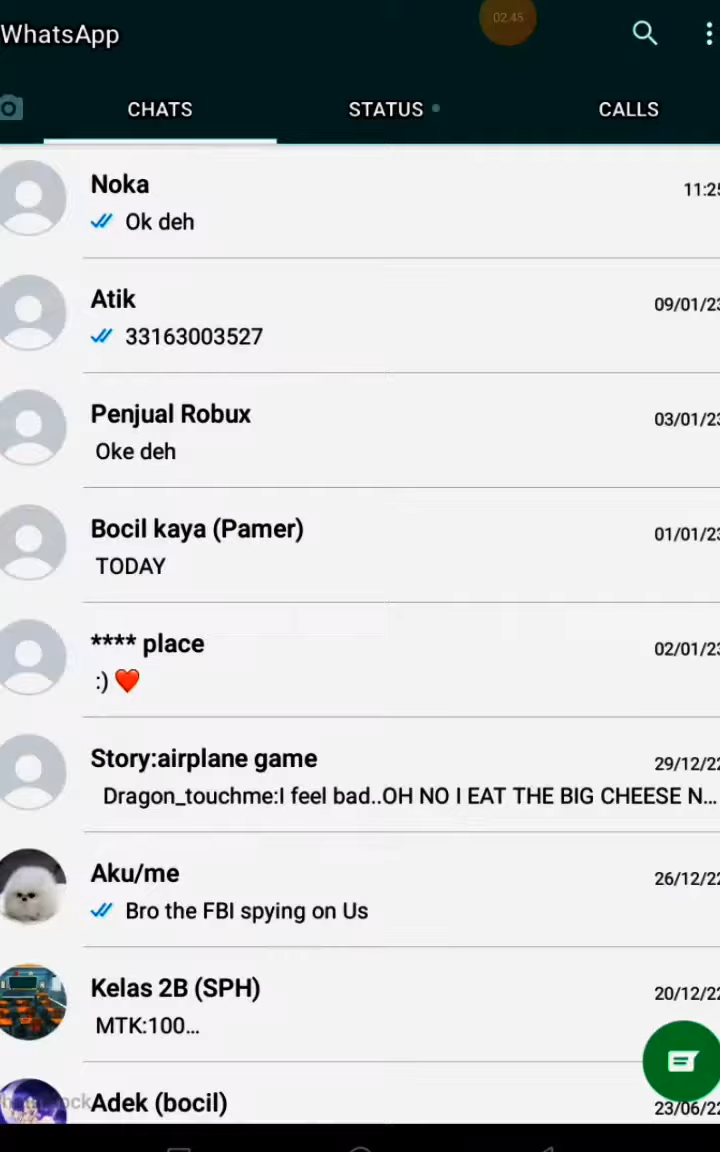 02.45
WhatsApp
CHATS
STATUS
CALLS
Noka
11:25
Ok deh
Atik
09/01/23
33163003527
Penjual Robux
03/01/23
Oke deh
Bocil kaya (Pamer)
01/01/23
TODAY
**** place
02/01/23
:) ❤️
Story:airplane game
29/12/22
Dragon_touchme:I feel bad..OH NO I EAT THE BIG CHEESE N...
Aku/me
26/12/22
Bro the FBI spying on Us
Kelas 2B (SPH)
20/12/22
MTK:100...
Adek (bocil)
23/06/22